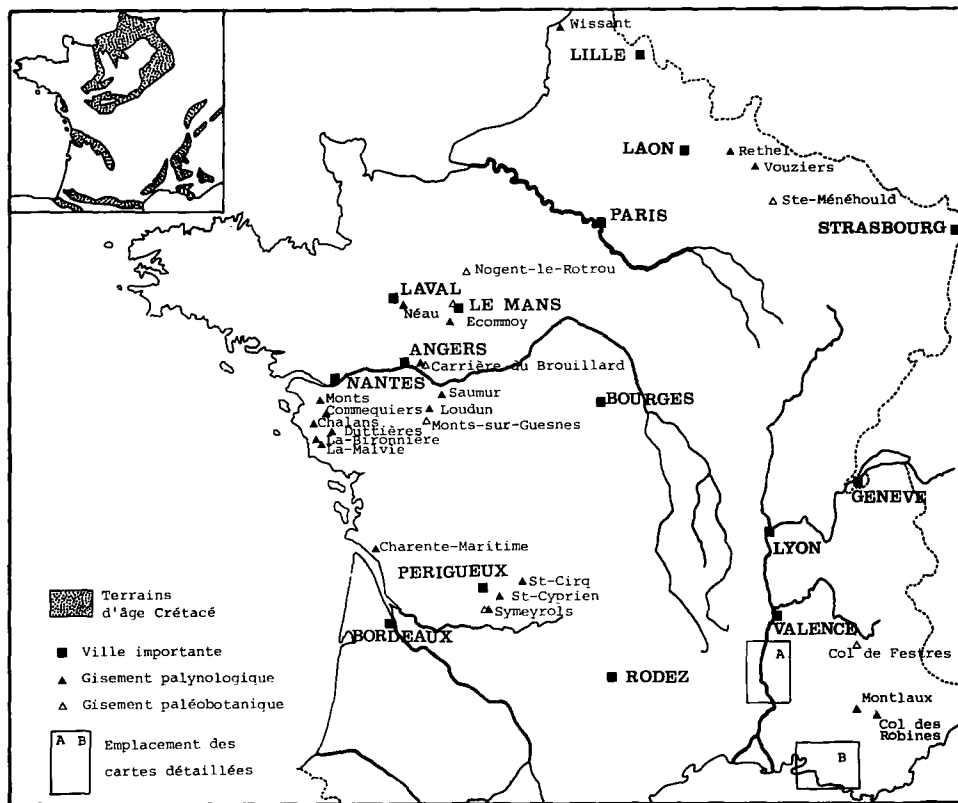 Wissant
LILLE
LAON
Rethel
Vouziers
Ste-Ménéhould
PARIS
STRASBOURG
Nogent-le-Rotrou
LAVAL
LE MANS
Néau
Ecommoy
ANGERS
Carrière du Brouillard
NANTES
Saumur
Monts
BOURGES
Commequiers
Loudun
Chalans
Monts-sur-Guesnes
Duttières
La-Bironnière
La-Malvie
GENEVE
LYON
Charente-Maritime
PERIGUEUX
St-Cirq
St-Cyprien
Symeyrols
BORDEAUX
VALENCE
Col de Festres
A
RODEZ
Montlaux
Col des
Robines
B
Terrains
d'âge Crétacé
Ville importante
Gisement palynologique
Gisement paléobotanique
A B
Emplacement des
cartes détaillées